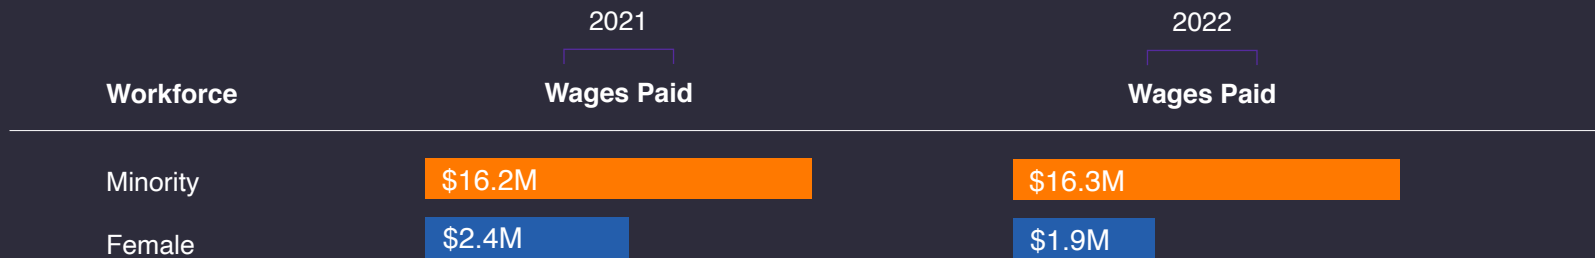 2021 2022
Workforce Wages Paid Wages Paid
Minority $16.2M $16.3M
Female $2.4M $1.9M